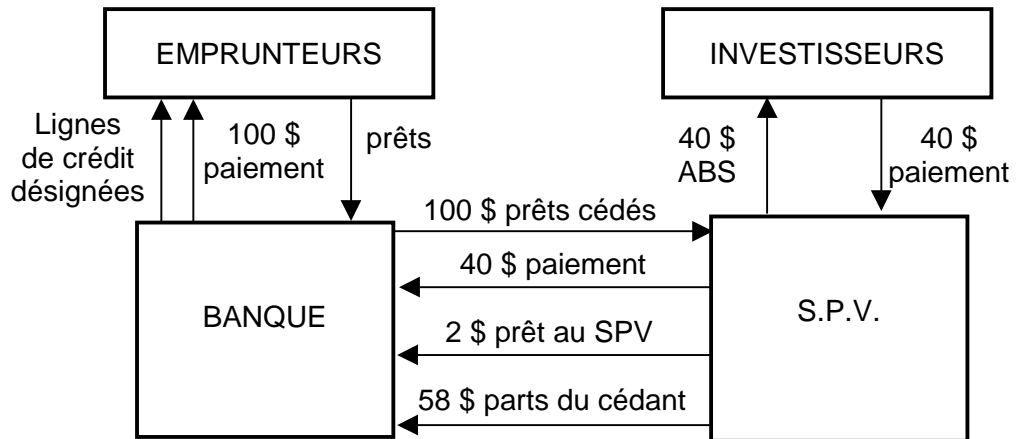 EMPRUNTEURS
INVESTISSEURS
Lignes
de crédit
désignées
100 $
paiement
prêts
40 $
ABS
40 $
paiement
100 $ prêts cédés
40 $ paiement
BANQUE
S.P.V.
2 $ prêt au SPV
58 $ parts du cédant